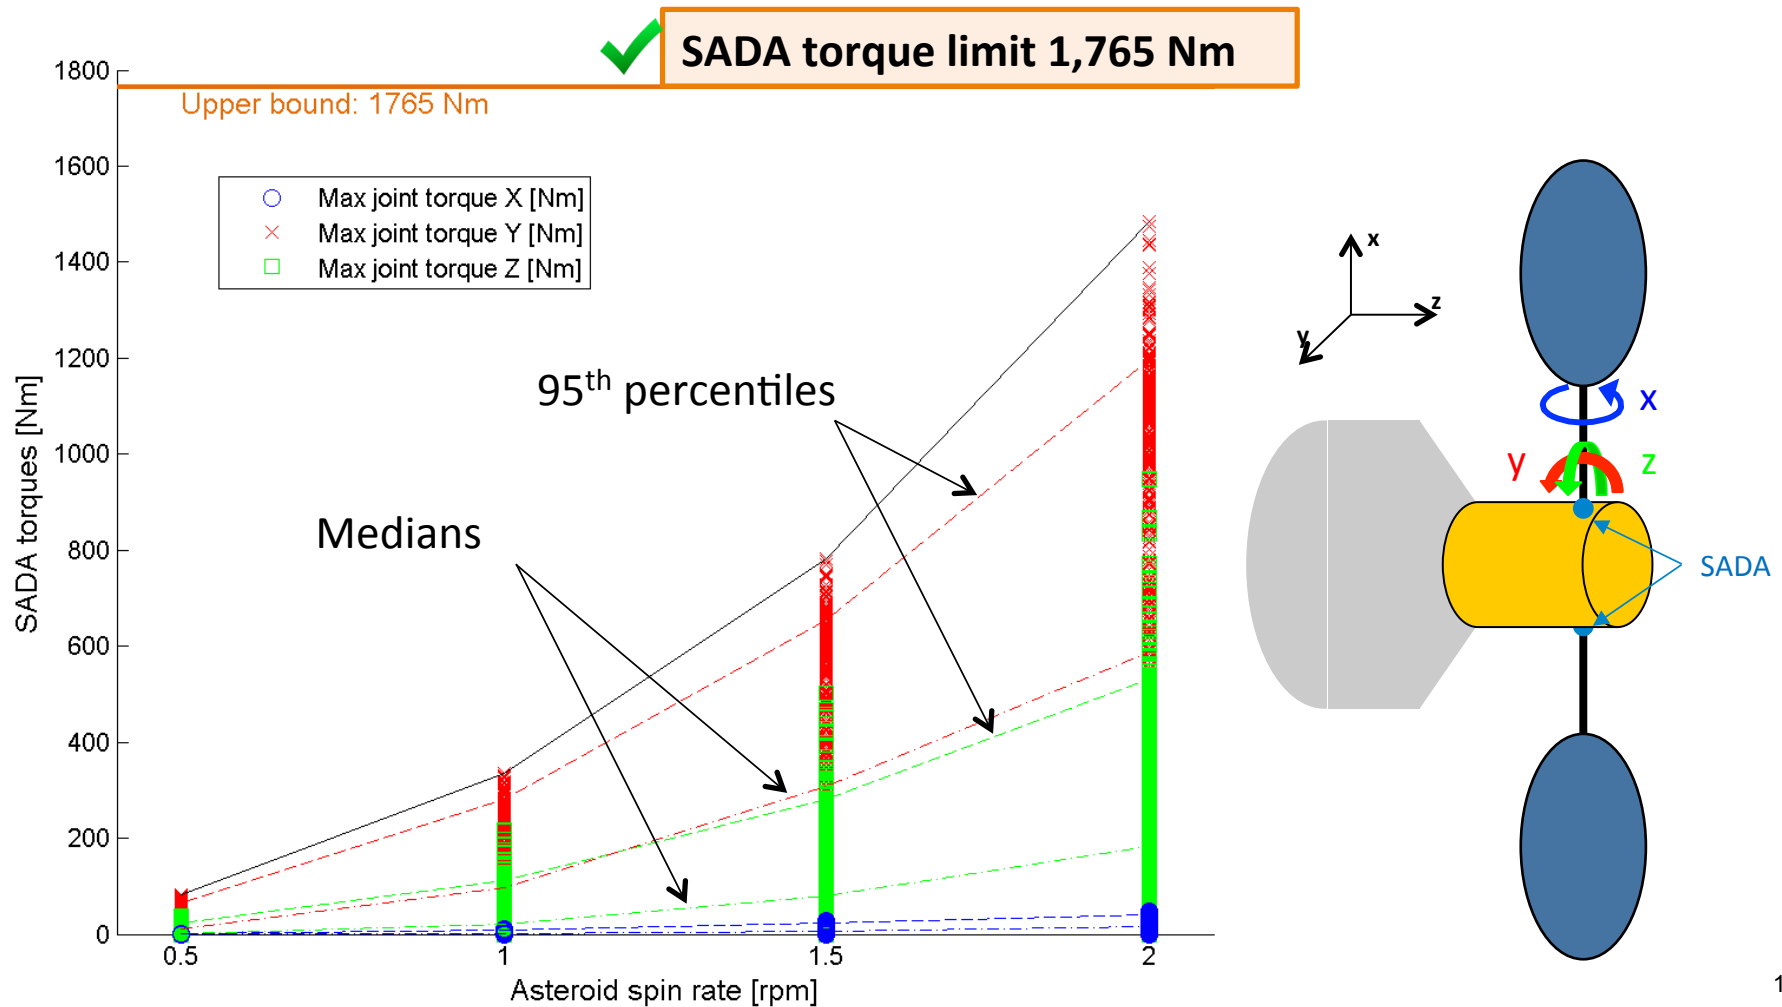 SADA torque limit 1,765 Nm
Upper bound: 1765 Nm
Max joint torque X [Nm]
Max joint torque Y [Nm]
Max joint torque Z [Nm]
95th percentiles
Medians
SADA torques [Nm]
1800
1600
1400
1200
1000
800
600
400
200
0
0.5
1
1.5
2
Asteroid spin rate [rpm]
x
z
y
x
y
z
SADA
1